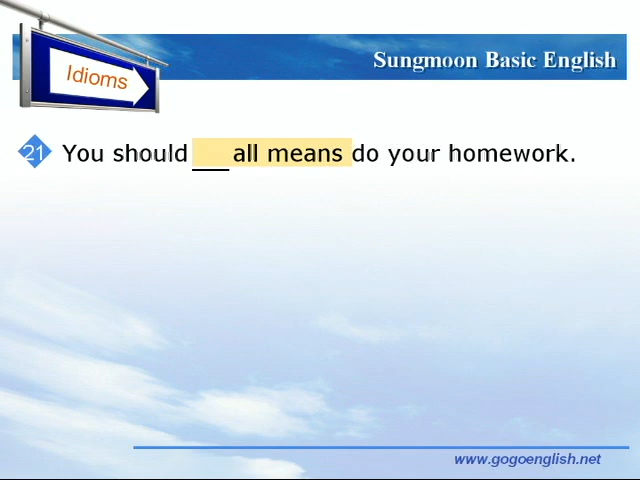 Idioms
Sungmoon Basic English
21 You should ___ all means do your homework.
www.gogoenglish.net